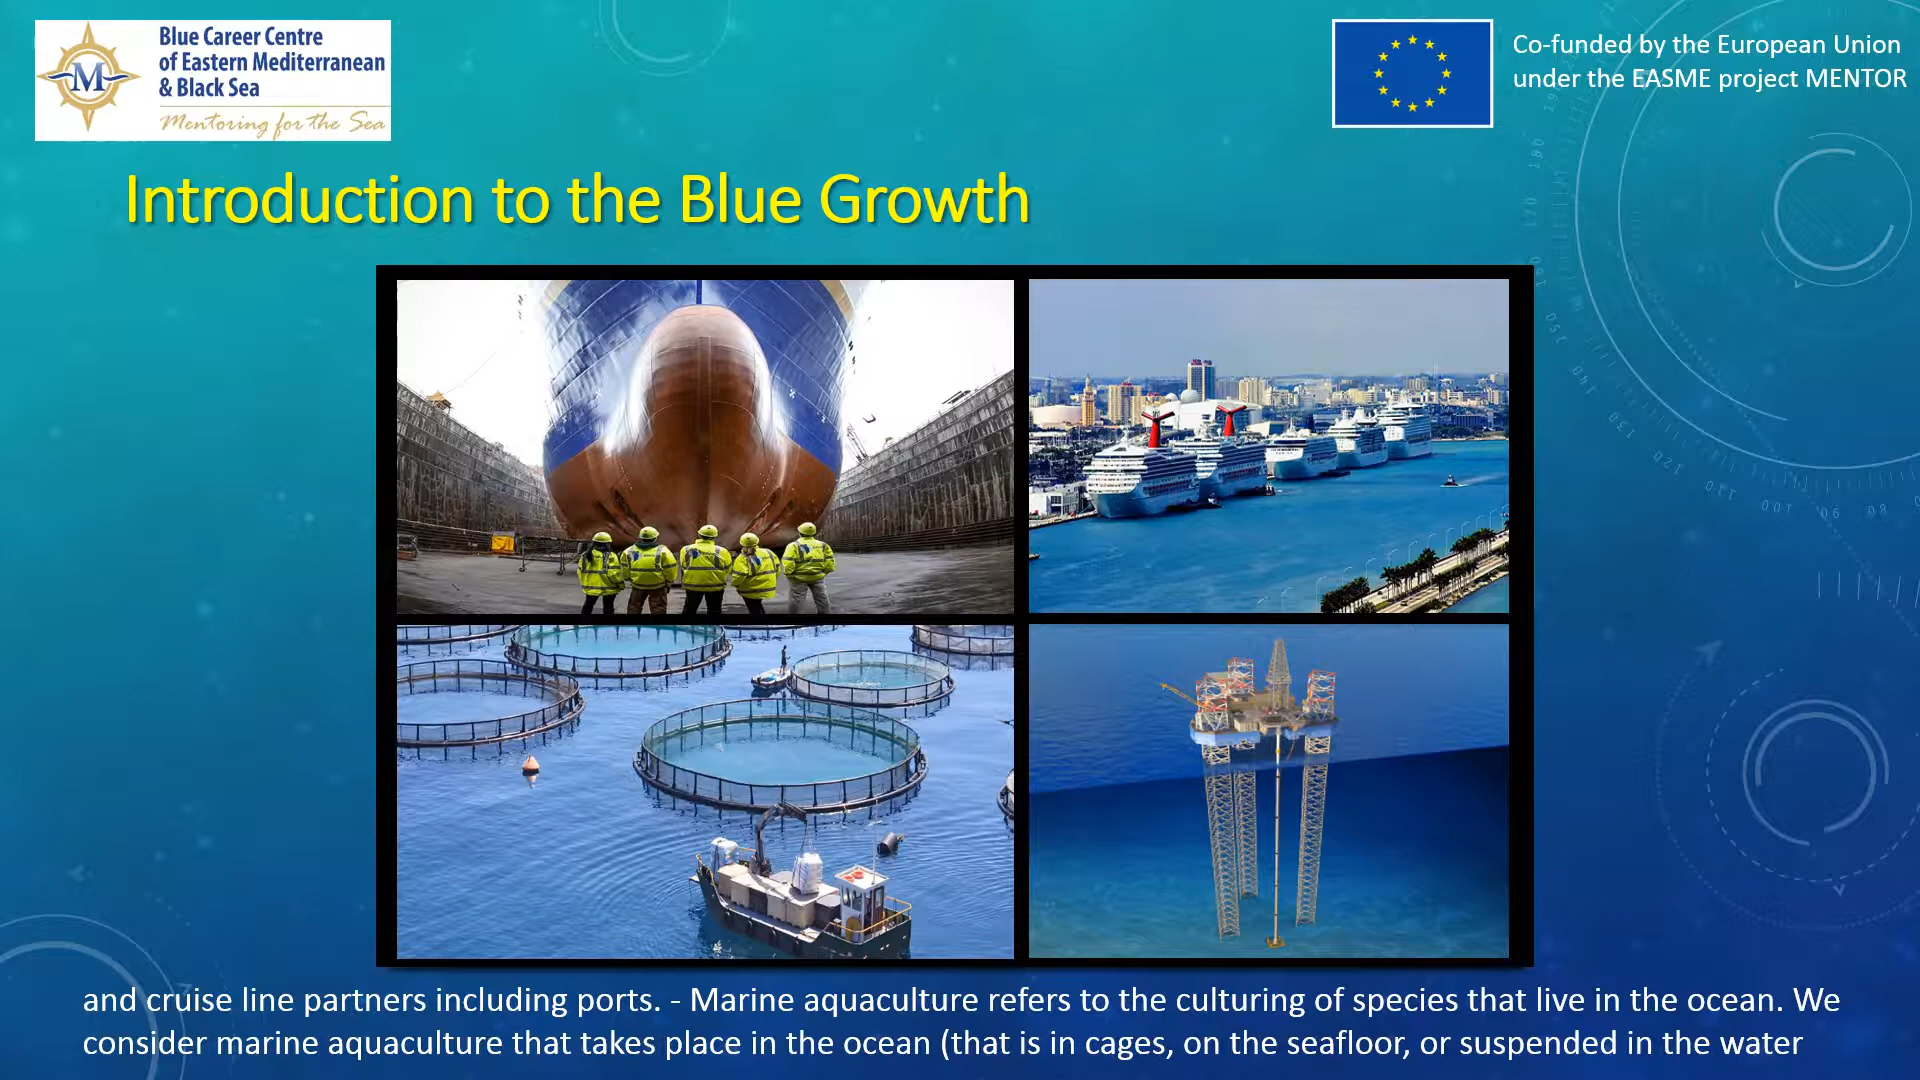 Blue Career Centre
of Eastern Mediterranean
& Black Sea
Mentoring for the Sea
M
Co-funded by the European Union
under the EASME project MENTOR
Introduction to the Blue Growth
and cruise line partners including ports. - Marine aquaculture refers to the culturing of species that live in the ocean. We
consider marine aquaculture that takes place in the ocean (that is in cages, on the seafloor, or suspended in the water